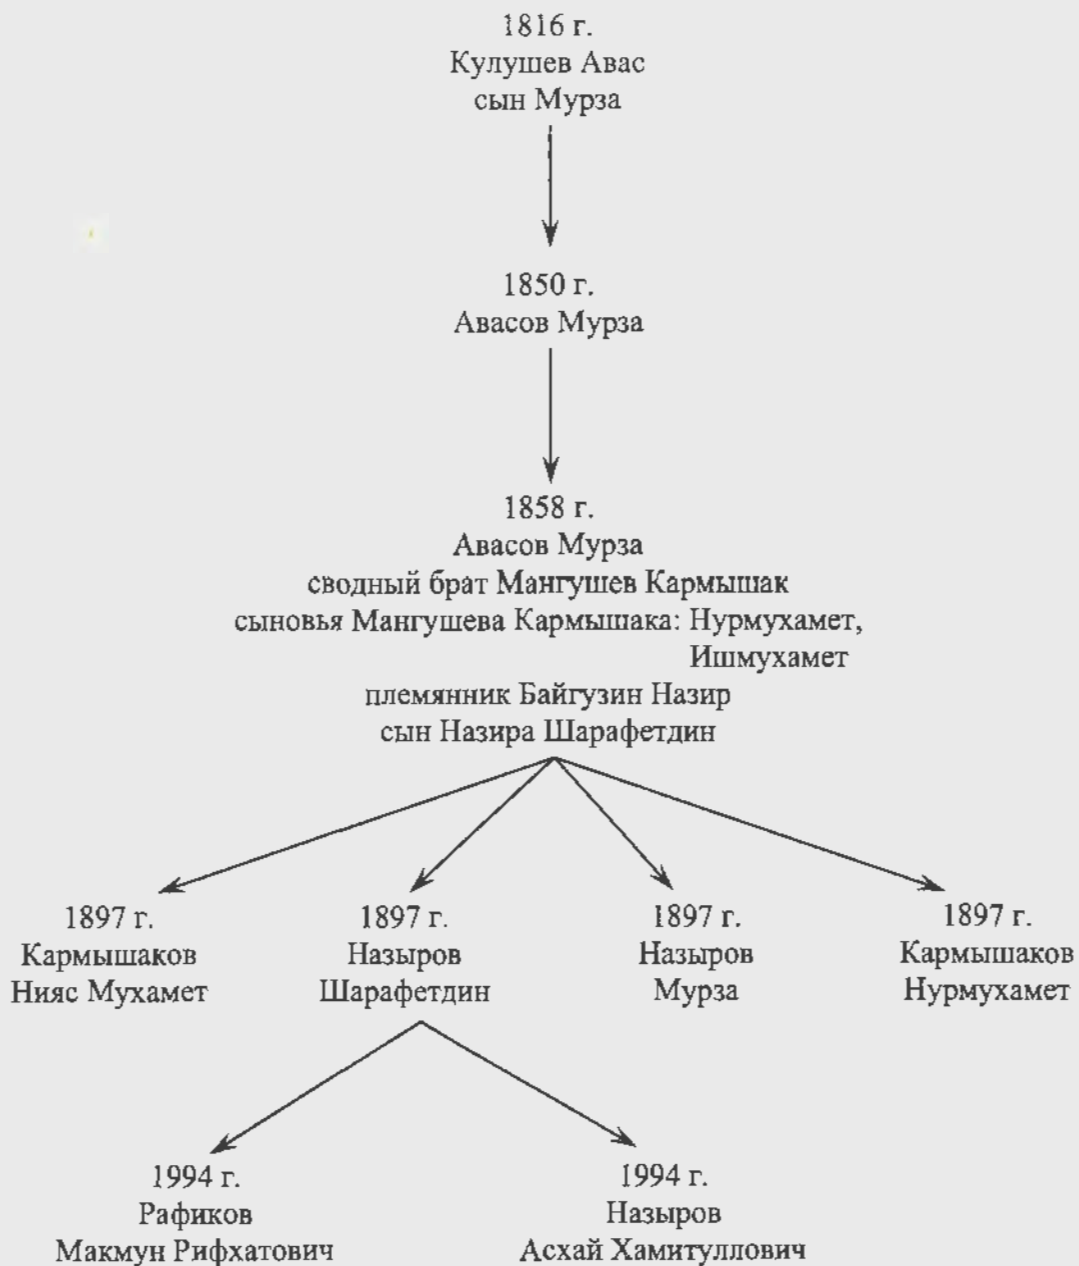 1816 г.
Кулушев Авас
сын Мурза
1850 г.
Авасов Мурза
1858 г.
Авасов Мурза
сводный брат Мангушев Кармышак
сыновья Мангушева Кармышака: Нурмухамет,
Ишмухамет
племянник Байгузин Назир
сын Назира Шарафетдин
1897 г.
Кармышаков
Нияс Мухамет
1897 г.
Назыров
Шарафетдин
1897 г.
Назыров
Мурза
1897 г.
Кармышаков
Нурмухамет
1994 г.
Рафиков
Макмун Рифхатович
1994 г.
Назыров
Асхай Хамитуллович